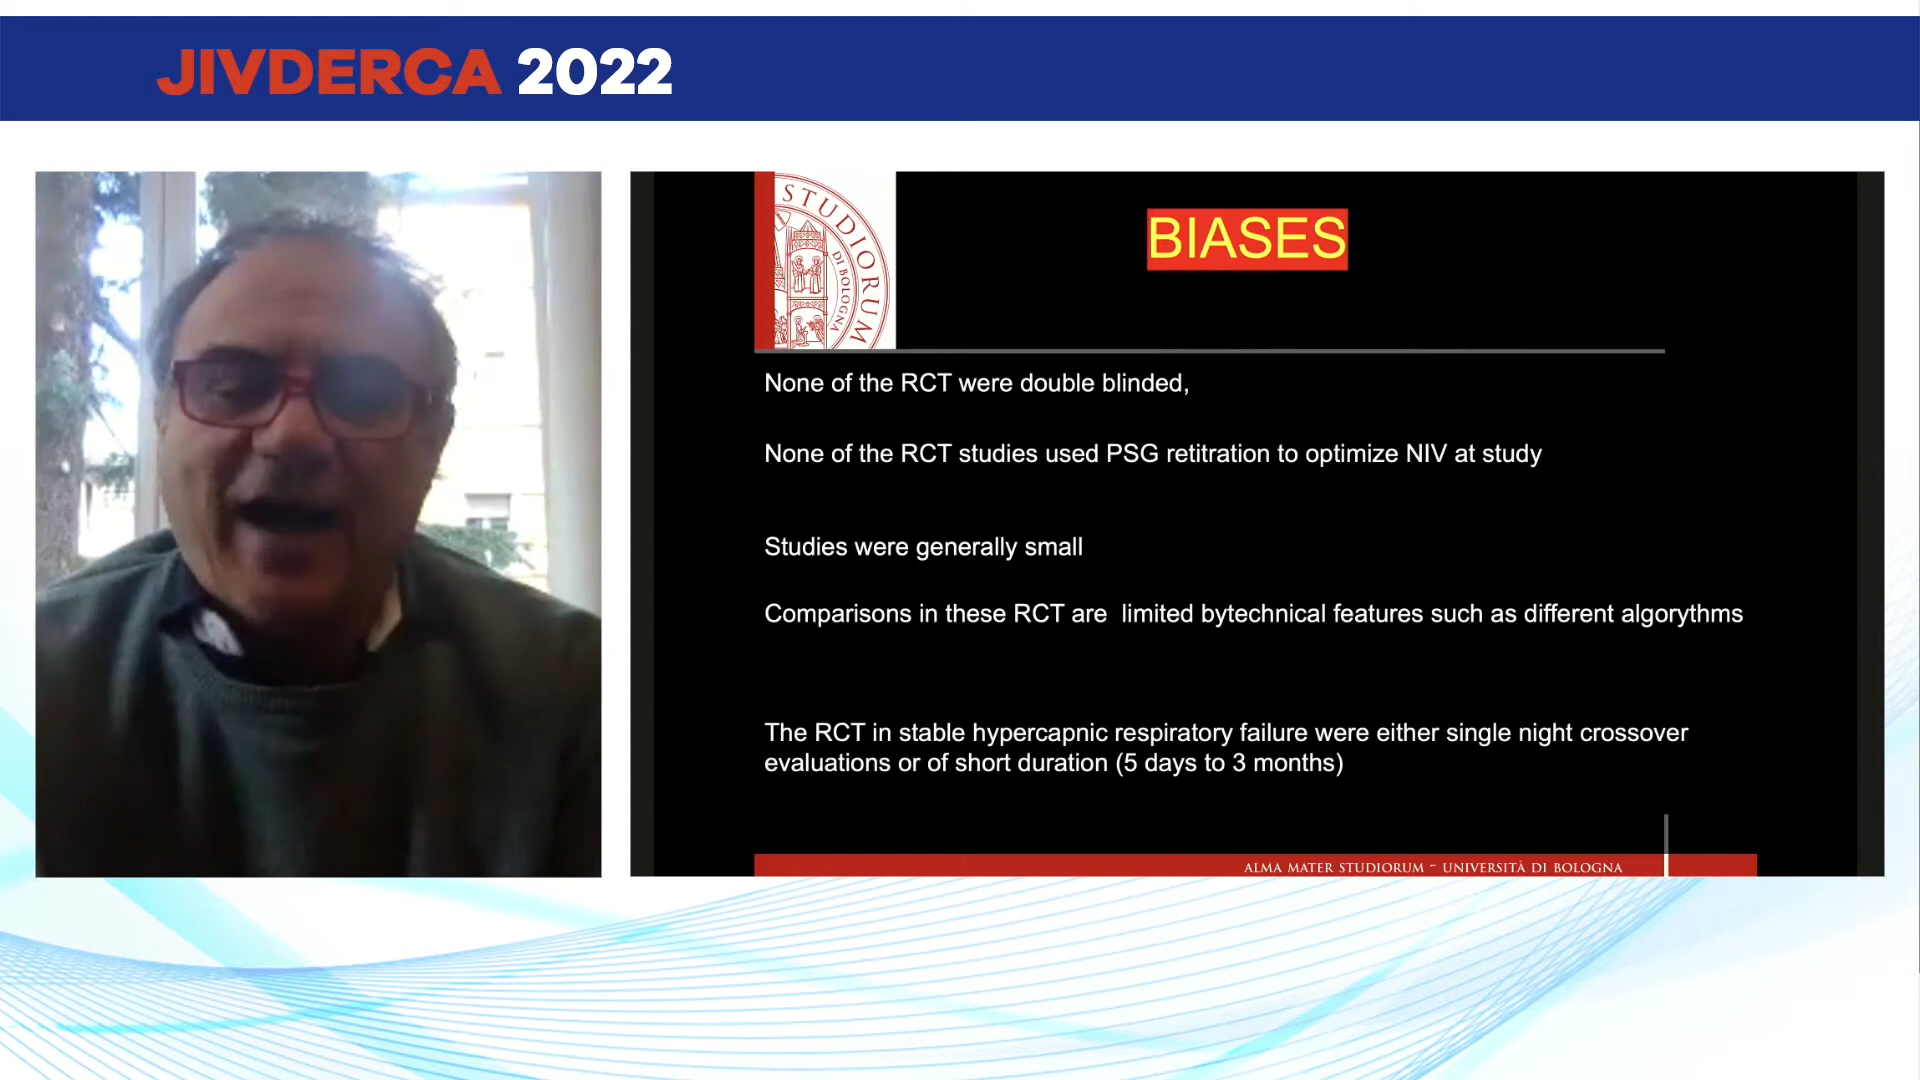 JIVDERCA 2022
STUDIORUM
DI BOLOGNA
BIASES
None of the RCT were double blinded,
None of the RCT studies used PSG retitration to optimize NIV at study
Studies were generally small
Comparisons in these RCT are  limited bytechnical features such as different algorythms
The RCT in stable hypercapnic respiratory failure were either single night crossover
evaluations or of short duration (5 days to 3 months)
ALMA MATER STUDIORUM ~ UNIVERSITÀ DI BOLOGNA